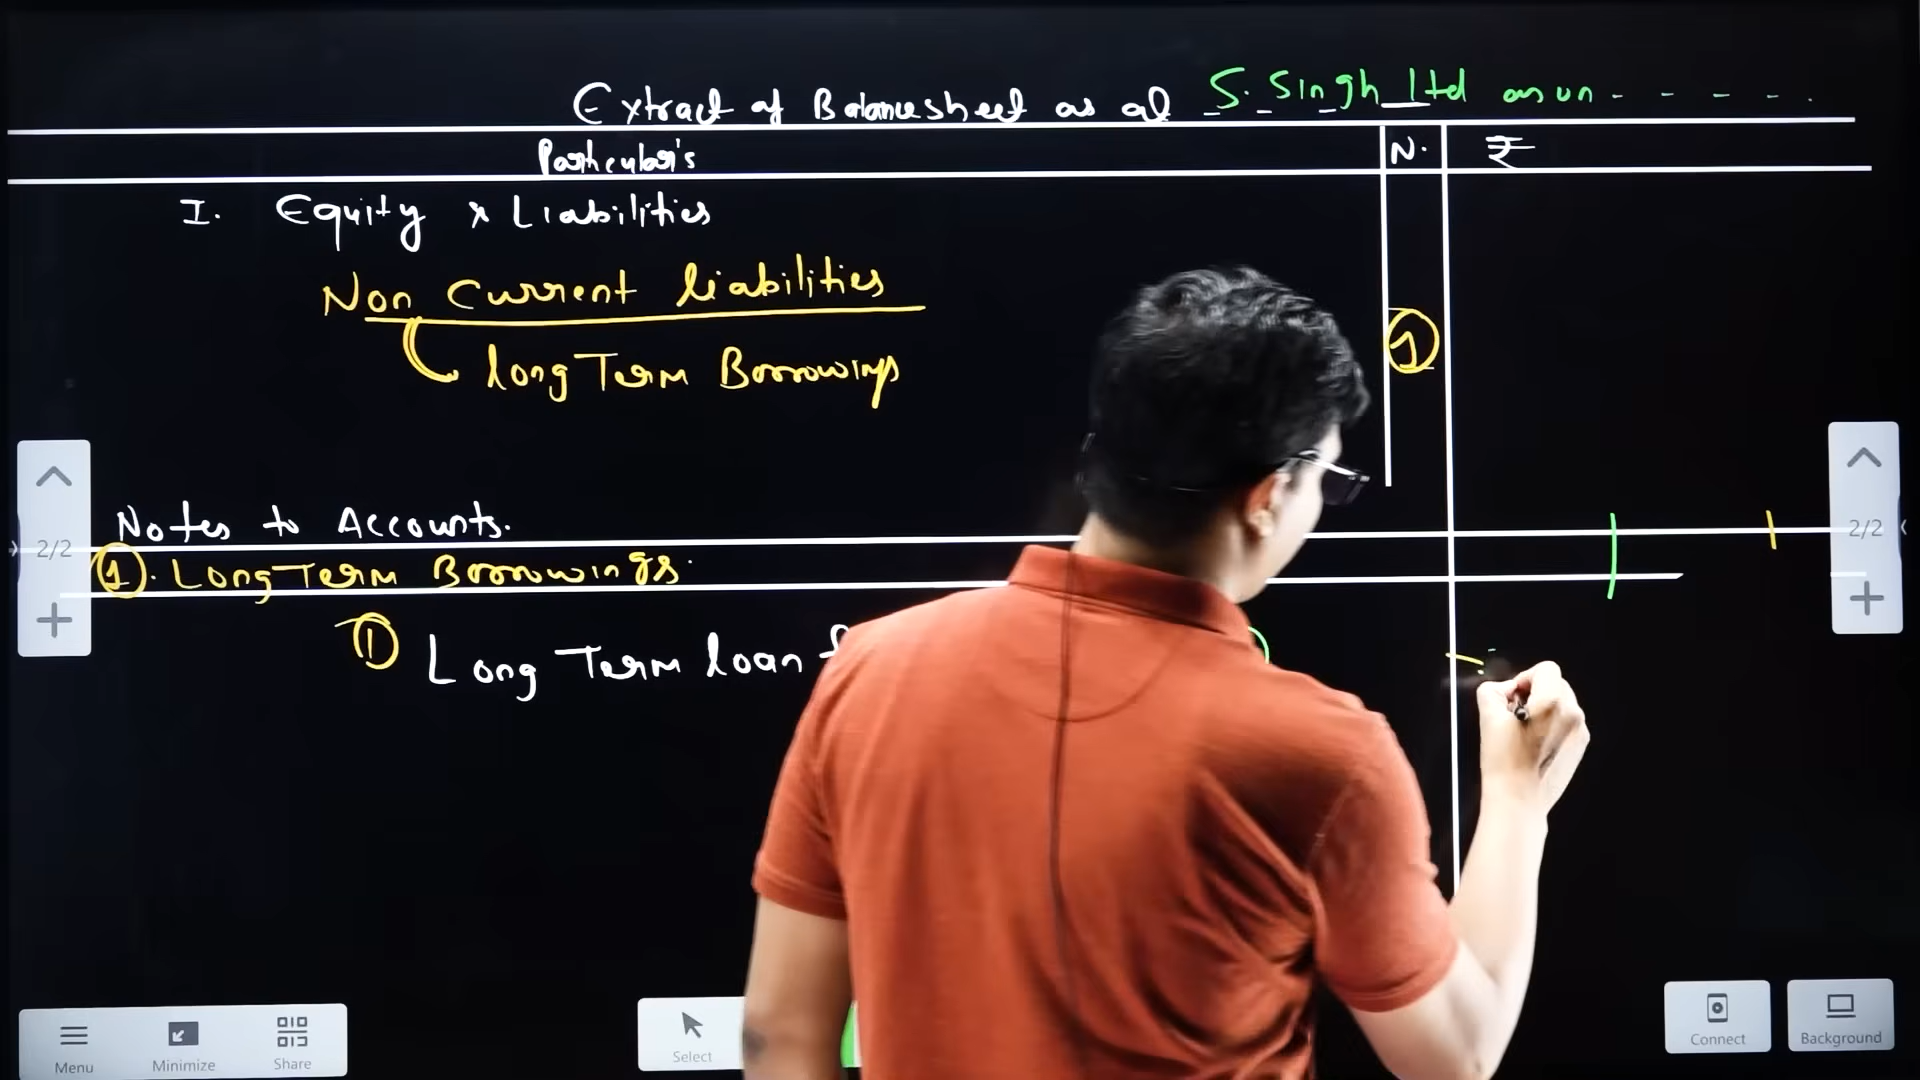 Extract of Balancesheet as at S. Singh Ltd as on - - - - .
Particular's N. ₹
I. Equity & Liabilities
Non Current liabilities
long Term Borrowings 1
Notes to Accounts.
1. Long Term Borrowings.
1 Long Term loan
2/2
2/2
Menu Minimize Share Select Connect Background